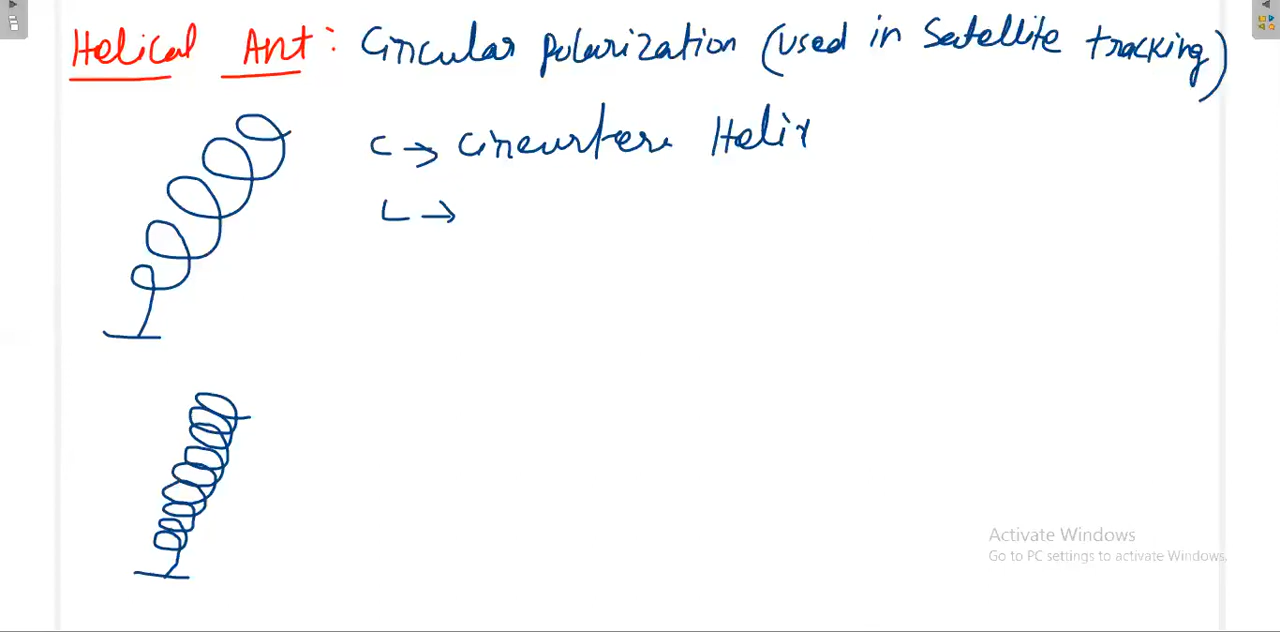 Helical Ant: Circular polarization (used in Satellite tracking)
C → Circumfere Helix
L →
Activate Windows
Go to PC settings to activate Windows.